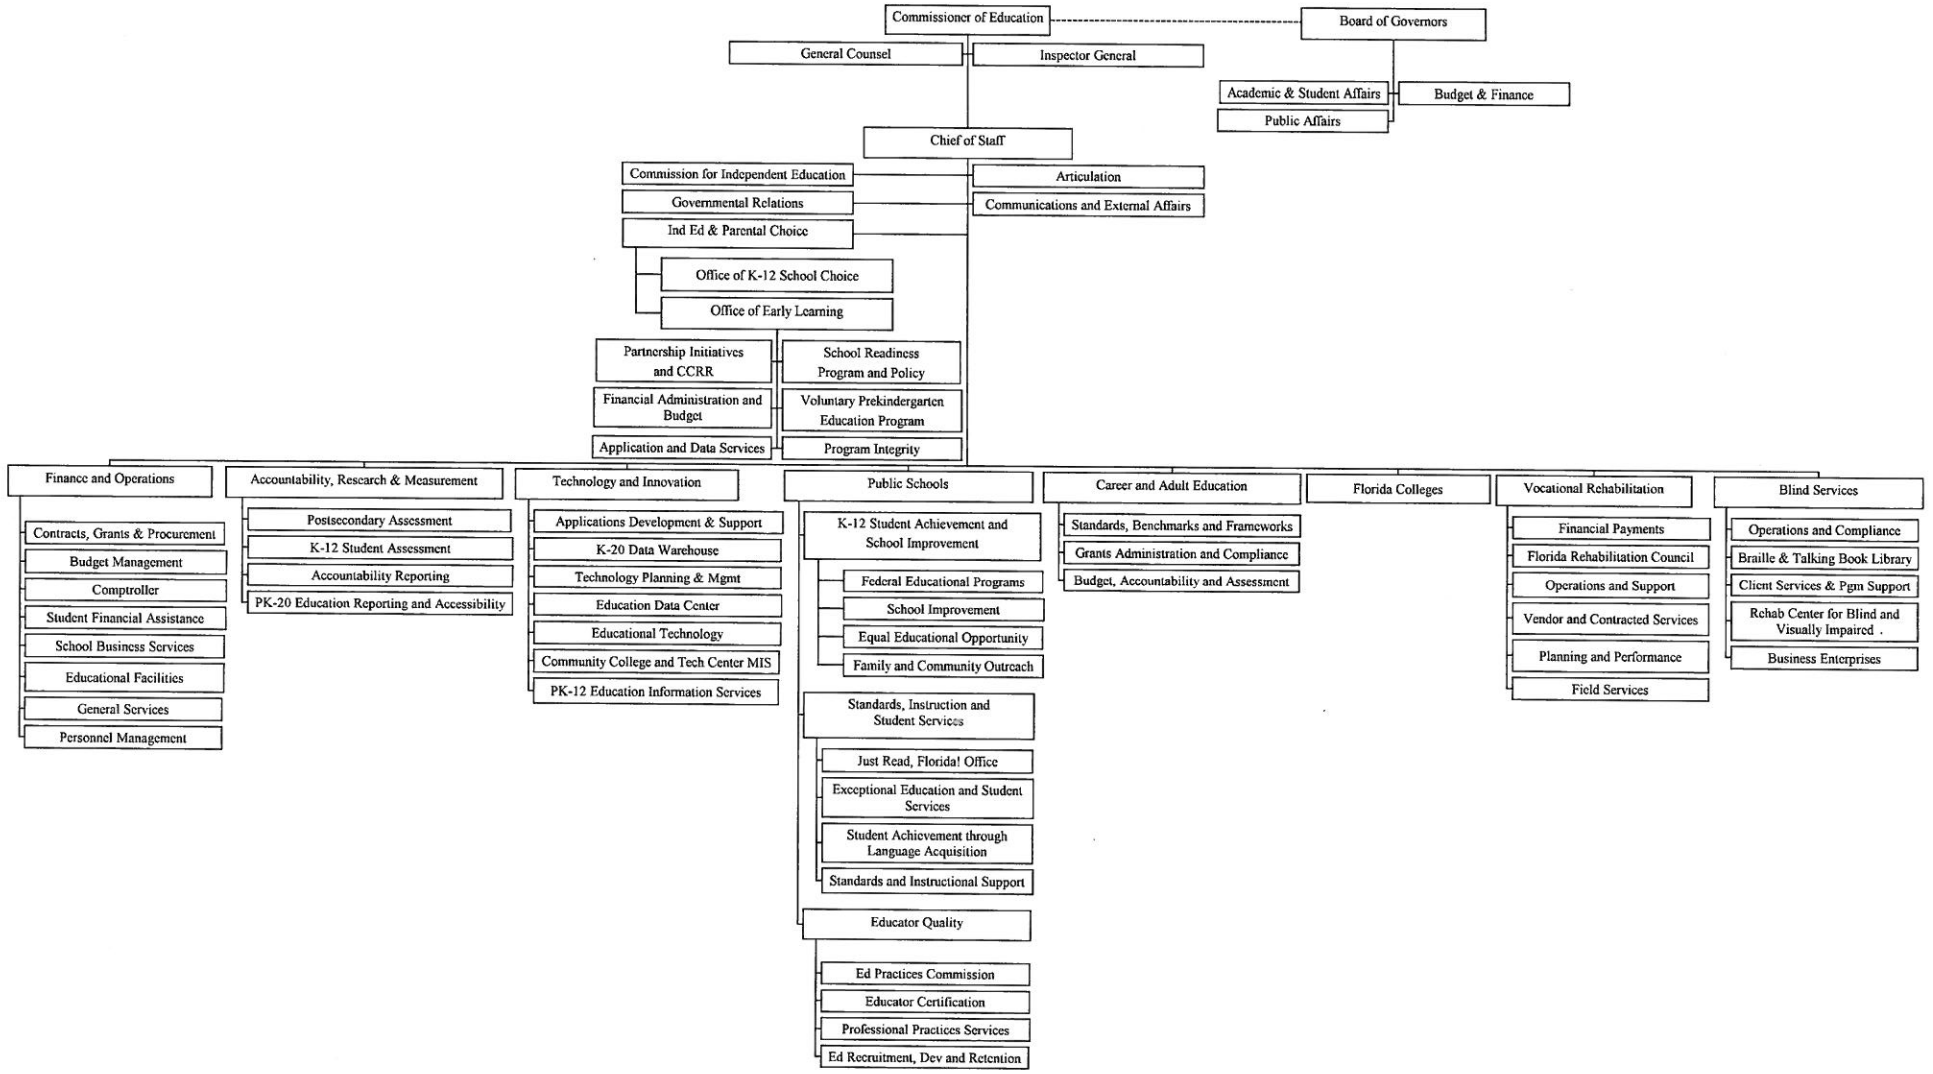 Commissioner of Education
Board of Governors
General Counsel
Inspector General
Academic & Student Affairs
Budget & Finance
Public Affairs
Chief of Staff
Commission for Independent Education
Articulation
Governmental Relations
Communications and External Affairs
Ind Ed & Parental Choice
Office of K-12 School Choice
Office of Early Learning
Partnership Initiatives
and CCRR
School Readiness
Program and Policy
Financial Administration and
Budget
Voluntary Prekindergarten
Education Program
Application and Data Services
Program Integrity
Finance and Operations
Contracts, Grants & Procurement
Budget Management
Comptroller
Student Financial Assistance
School Business Services
Educational Facilities
General Services
Personnel Management
Accountability, Research & Measurement
Postsecondary Assessment
K-12 Student Assessment
Accountability Reporting
PK-20 Education Reporting and Accessibility
Technology and Innovation
Applications Development & Support
K-20 Data Warehouse
Technology Planning & Mgmt
Education Data Center
Educational Technology
Community College and Tech Center MIS
PK-12 Education Information Services
Public Schools
K-12 Student Achievement and
School Improvement
Federal Educational Programs
School Improvement
Equal Educational Opportunity
Family and Community Outreach
Standards, Instruction and
Student Services
Just Read, Florida! Office
Exceptional Education and Student
Services
Student Achievement through
Language Acquisition
Standards and Instructional Support
Educator Quality
Ed Practices Commission
Educator Certification
Professional Practices Services
Ed Recruitment, Dev and Retention
Career and Adult Education
Standards, Benchmarks and Frameworks
Grants Administration and Compliance
Budget, Accountability and Assessment
Florida Colleges
Vocational Rehabilitation
Financial Payments
Florida Rehabilitation Council
Operations and Support
Vendor and Contracted Services
Planning and Performance
Field Services
Blind Services
Operations and Compliance
Braille & Talking Book Library
Client Services & Pgm Support
Rehab Center for Blind and
Visually Impaired .
Business Enterprises